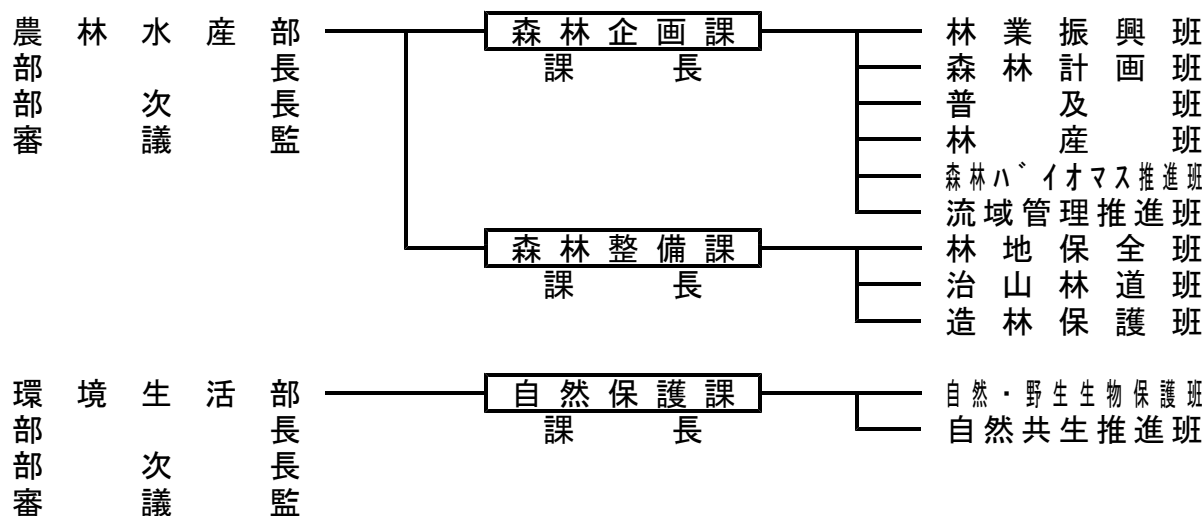 農林水産部 森林企画課 林業振興班
部長 課長 森林計画班
部次長 普及班
審議監 林産班
森林バイオマス推進班
流域管理推進班
森林整備課 林地保全班
課長 治山林道班
造林保護班
環境生活部 自然保護課 自然・野生生物保護班
部長 課長 自然共生推進班
部次長
審議監